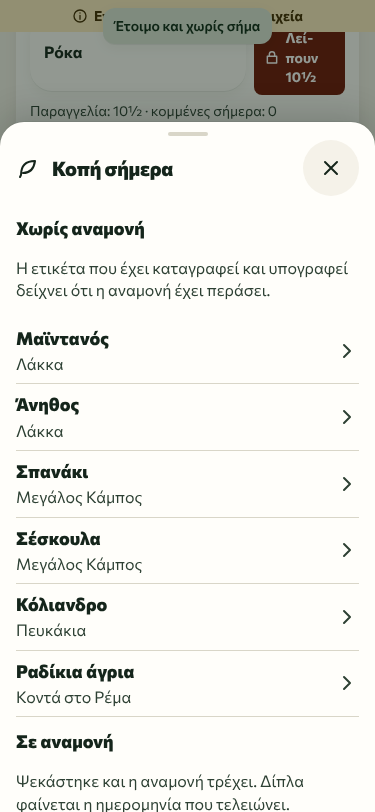 Έτοιμο και χωρίς σήμα
Ρόκα
Λεί-
πουν
10½
Παραγγελία: 10½ · κομμένες σήμερα: 0
Κοπή σήμερα
Χωρίς αναμονή
Η ετικέτα που έχει καταγραφεί και υπογραφεί
δείχνει ότι η αναμονή έχει περάσει.
Μαϊντανός
Λάκκα
Άνηθος
Λάκκα
Σπανάκι
Μεγάλος Κάμπος
Σέσκουλα
Μεγάλος Κάμπος
Κόλιανδρο
Πευκάκια
Ραδίκια άγρια
Κοντά στο Ρέμα
Σε αναμονή
Ψεκάστηκε και η αναμονή τρέχει. Δίπλα
φαίνεται η ημερομηνία που τελειώνει.